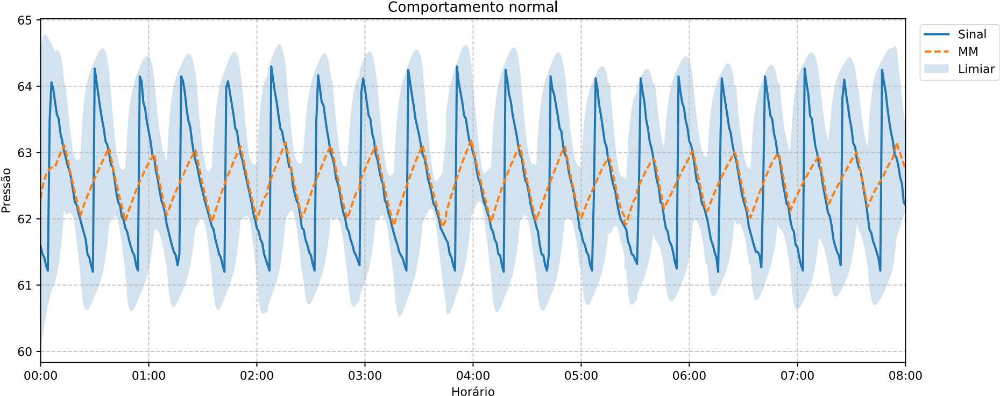 Comportamento normal
65
64
63
62
61
60
Pressão
00:00 01:00 02:00 03:00 04:00 05:00 06:00 07:00 08:00
Horário
Sinal
MM
Limiar